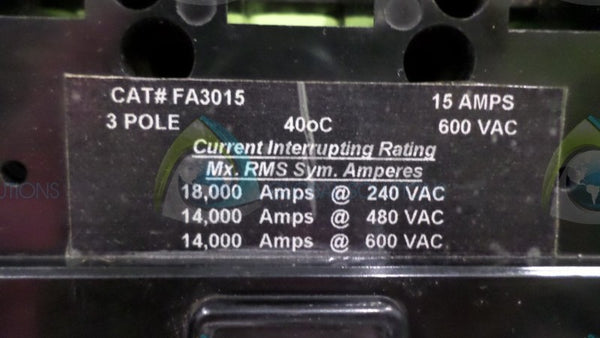 CAT# FA3015 15 AMPS
3 POLE 40oC 600 VAC
Current Interrupting Rating
Mx. RMS Sym. Amperes
18,000 Amps @ 240 VAC
14,000 Amps @ 480 VAC
14,000 Amps @ 600 VAC